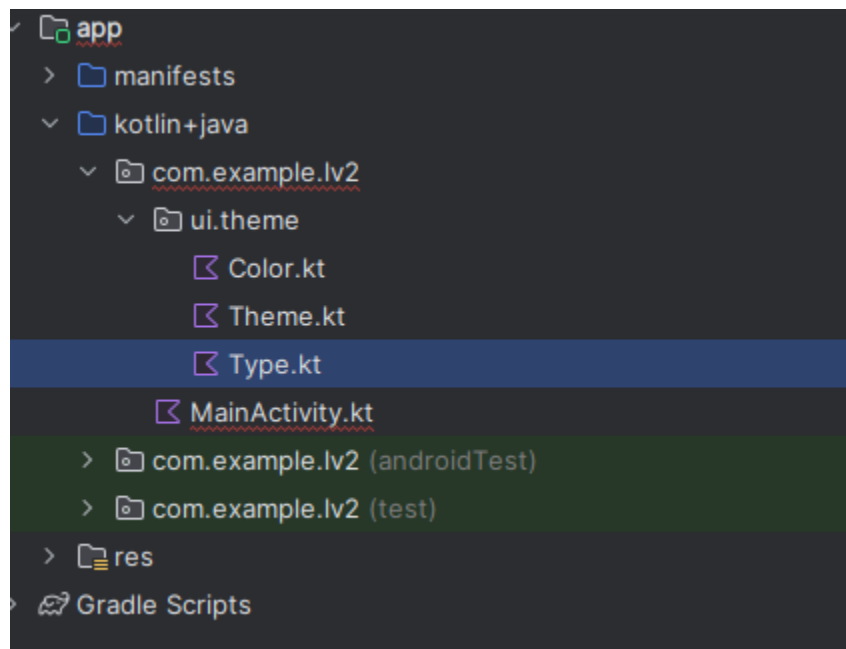 app
manifests
kotlin+java
com.example.lv2
ui.theme
Color.kt
Theme.kt
Type.kt
MainActivity.kt
com.example.lv2 (androidTest)
com.example.lv2 (test)
res
Gradle Scripts